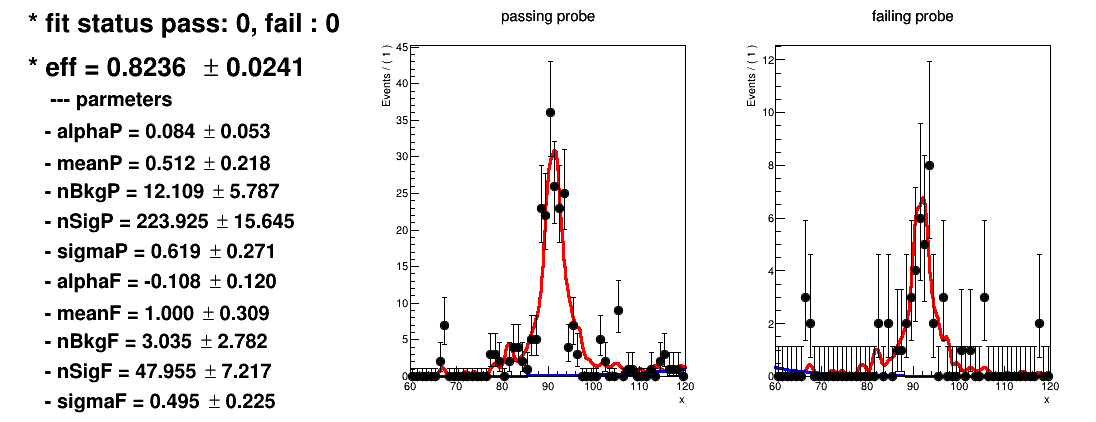 * fit status pass: 0, fail : 0
* eff = 0.8236 ± 0.0241
--- parmeters
- alphaP = 0.084 ± 0.053
- meanP = 0.512 ± 0.218
- nBkgP = 12.109 ± 5.787
- nSigP = 223.925 ± 15.645
- sigmaP = 0.619 ± 0.271
- alphaF = -0.108 ± 0.120
- meanF = 1.000 ± 0.309
- nBkgF = 3.035 ± 2.782
- nSigF = 47.955 ± 7.217
- sigmaF = 0.495 ± 0.225
passing probe
Events / ( 1 )
45
40
35
30
25
20
15
10
5
0
60 70 80 90 100 110 120
x
failing probe
Events / ( 1 )
12
10
8
6
4
2
0
60 70 80 90 100 110 120
x